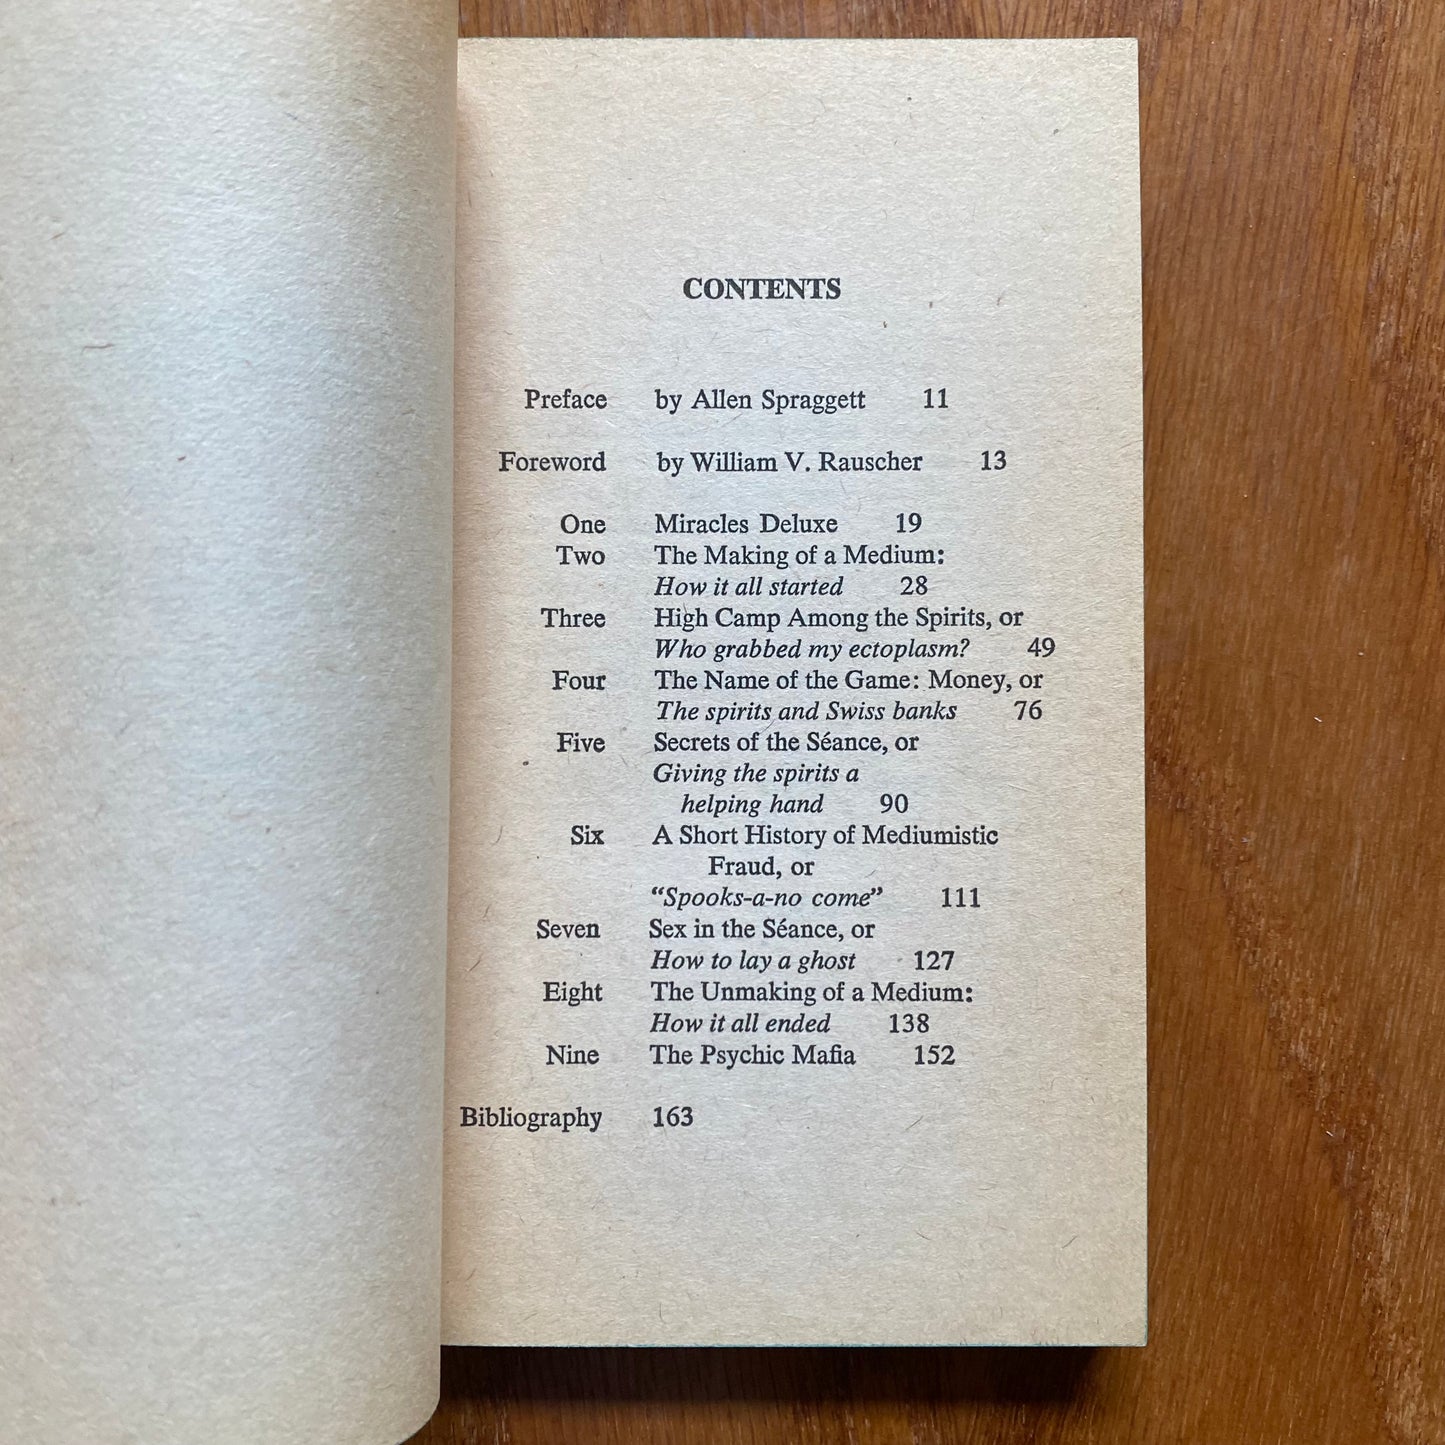 CONTENTS
Preface by Allen Spraggett 11
Foreword by William V. Rauscher 13
One Miracles Deluxe 19
Two The Making of a Medium:
How it all started 28
Three High Camp Among the Spirits, or
Who grabbed my ectoplasm? 49
Four The Name of the Game: Money, or
The spirits and Swiss banks 76
Five Secrets of the Séance, or
Giving the spirits a
helping hand 90
Six A Short History of Mediumistic
Fraud, or
“Spooks-a-no come” 111
Seven Sex in the Séance, or
How to lay a ghost 127
Eight The Unmaking of a Medium:
How it all ended 138
Nine The Psychic Mafia 152
Bibliography 163